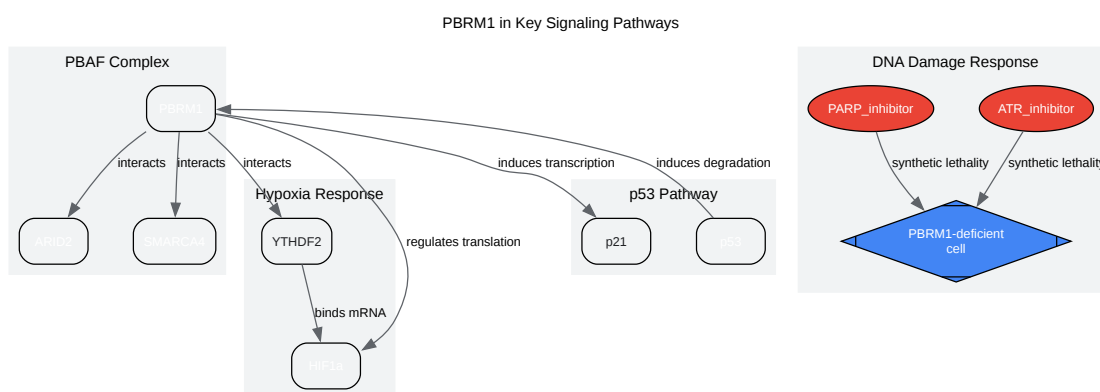 PBRM1 in Key Signaling Pathways
PBAF Complex
DNA Damage Response
PBRM1
PARP_inhibitor
ATR_inhibitor
interacts
interacts
interacts
induces transcription
induces degradation
synthetic lethality
synthetic lethality
Hypoxia Response
p53 Pathway
ARID2
SMARCA4
YTHDF2
regulates translation
p21
p53
PBRM1-deficient
cell
binds mRNA
HIF1a